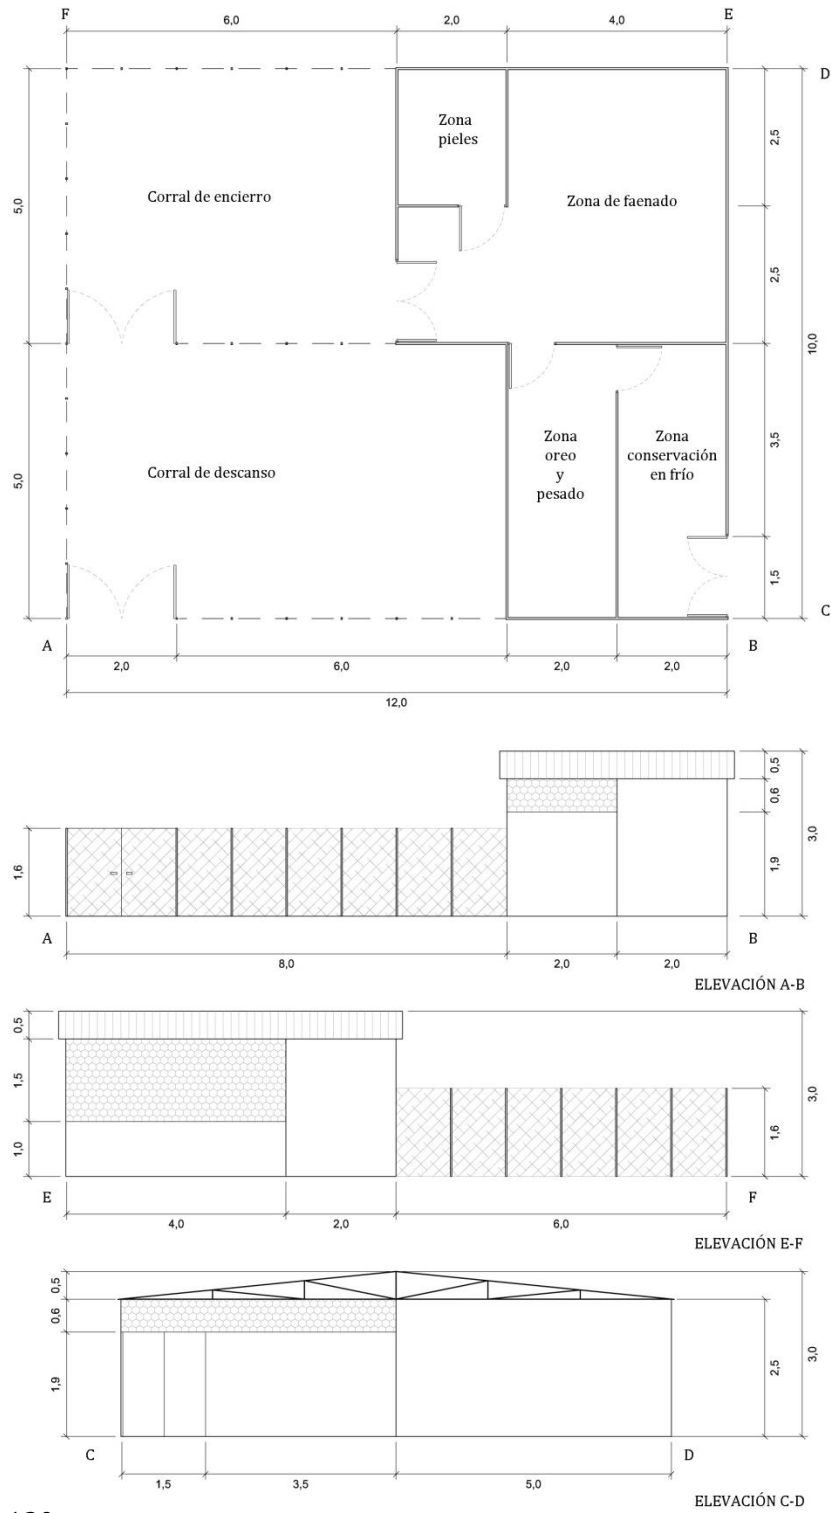 F
E
6,0
2,0
4,0
D
Zona
pieles
2,5
Corral de encierro
Zona de faenado
5,0
2,5
10,0
Zona
oreo
y
pesado
Zona
conservación
en frío
3,5
Corral de descanso
5,0
1,5
C
A
B
2,0
6,0
2,0
2,0
12,0
0,5
0,6
3,0
1,6
1,9
A
B
8,0
2,0
2,0
ELEVACIÓN A-B
0,5
1,5
3,0
1,0
1,6
E
F
4,0
2,0
6,0
ELEVACIÓN E-F
0,5
0,6
3,0
2,5
1,9
C
D
1,5
3,5
5,0
ELEVACIÓN C-D